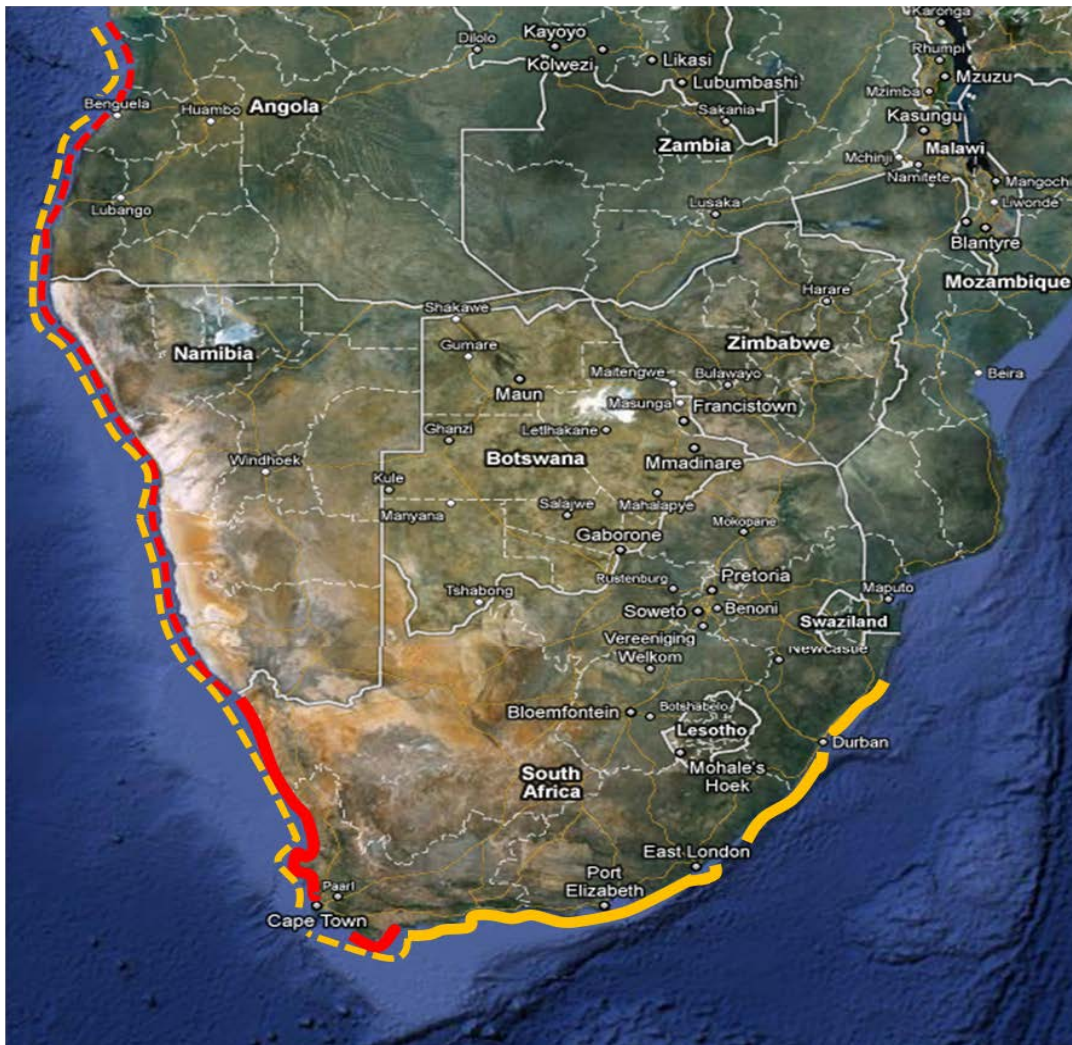 Karonga
Dilolo
Kayoyo
Likasi
Rhumpi
Kolwezi
Lubumbashi
Mzuzu
Mzimba
Benguela
Huambo
Angola
Sakania
Kasungu
Zambia
Malawi
Mchinji
Namitete
Mangochi
Lubango
Lusaka
Liwonde
Blantyre
Mozambique
Harare
Shakawe
Namibia
Gumare
Zimbabwe
Maitengwe
Bulawayo
Beira
Maun
Masunga
Francistown
Ghanzi
Letlhakane
Windhoek
Botswana
Mmadinare
Kule
Manyana
Salajwe
Mahalapye
Mokopane
Gaborone
Rustenburg
Pretoria
Tshabong
Maputo
Soweto
Benoni
Swaziland
Vereeniging
Welkom
Newcastle
Bloemfontein
Botshabelo
Lesotho
Durban
South
Africa
Mohale's
Hoek
East London
Port
Elizabeth
Paarl
Cape Town